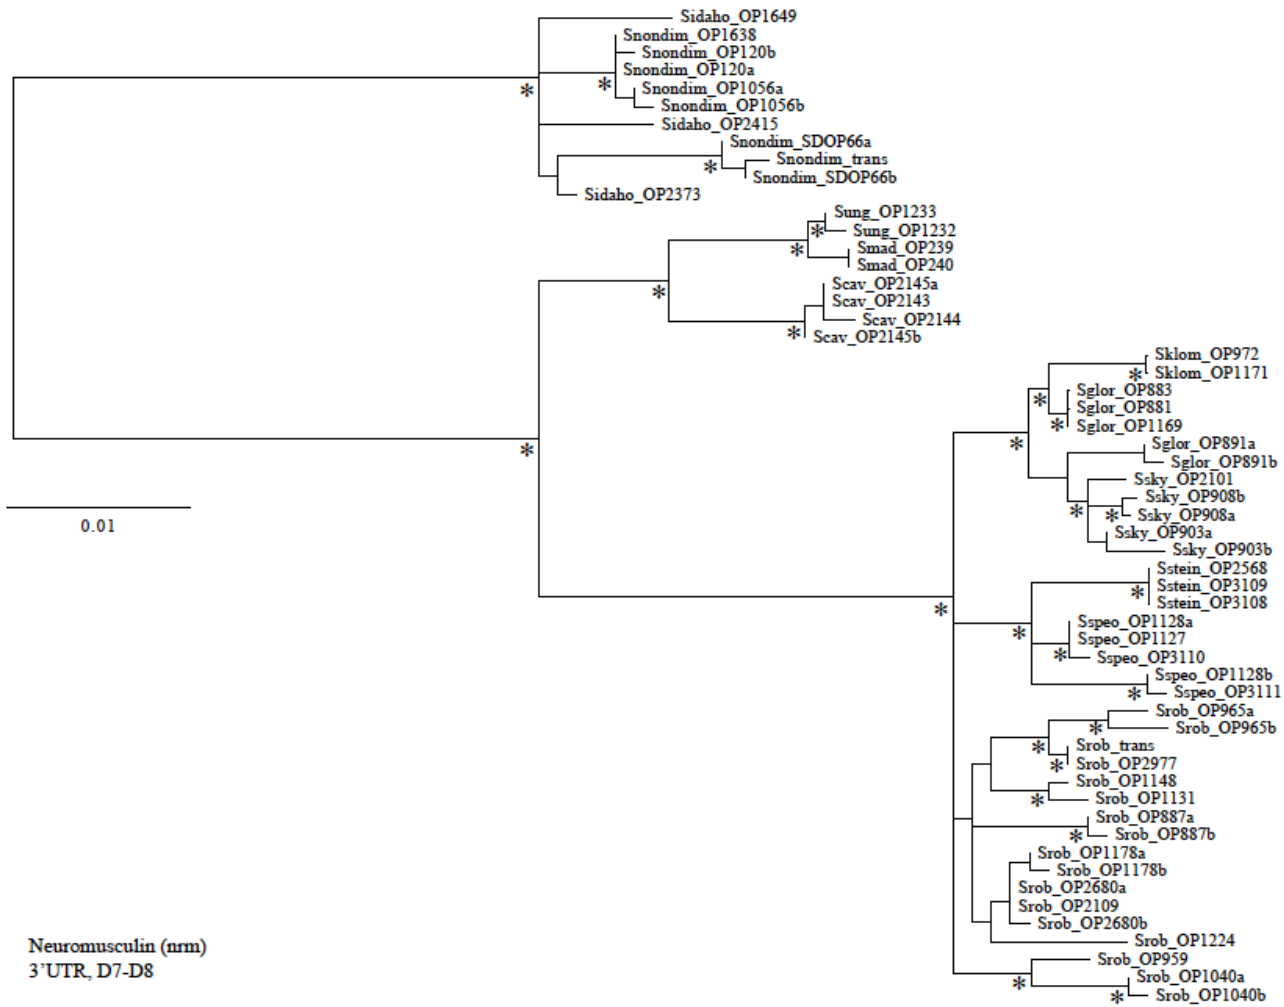 Sidaho_OP1649
Snondim_OP1638
Snondim_OP120b
Snondim_OP120a
Snondim_OP1056a
* *
Snondim_OP1056b
Sidaho_OP2415
Snondim_SDOP66a
Snondim_trans
*
Snondim_SDOP66b
Sidaho_OP2373
Sung_OP1233
*
Sung_OP1232
*
Smad_OP239
Smad_OP240
Scav_OP2145a
*
Scav_OP2143
Scav_OP2144
*
Scav_OP2145b
Sklom_OP972
*
Sklom_OP1171
Sglor_OP883
*
Sglor_OP881
*
Sglor_OP1169
* *
Sglor_OP891a
Sglor_OP891b
Ssky_OP2101
Ssky_OP908b
0.01
* *
Ssky_OP908a
Ssky_OP903a
Ssky_OP903b
Sstein_OP2568
Sstein_OP3109
*
Sstein_OP3108
*
Sspeo_OP1128a
*
Sspeo_OP1127
*
Sspeo_OP3110
Sspeo_OP1128b
*
Sspeo_OP3111
Srob_OP965a
*
Srob_OP965b
*
Srob_trans
*
Srob_OP2977
Srob_OP1148
*
Srob_OP1131
Srob_OP887a
*
Srob_OP887b
Srob_OP1178a
Srob_OP1178b
Srob_OP2680a
Srob_OP2109
Srob_OP2680b
Srob_OP1224
Neuromusculin (nrm)
3’UTR, D7-D8
Srob_OP959
*
Srob_OP1040a
*
Srob_OP1040b